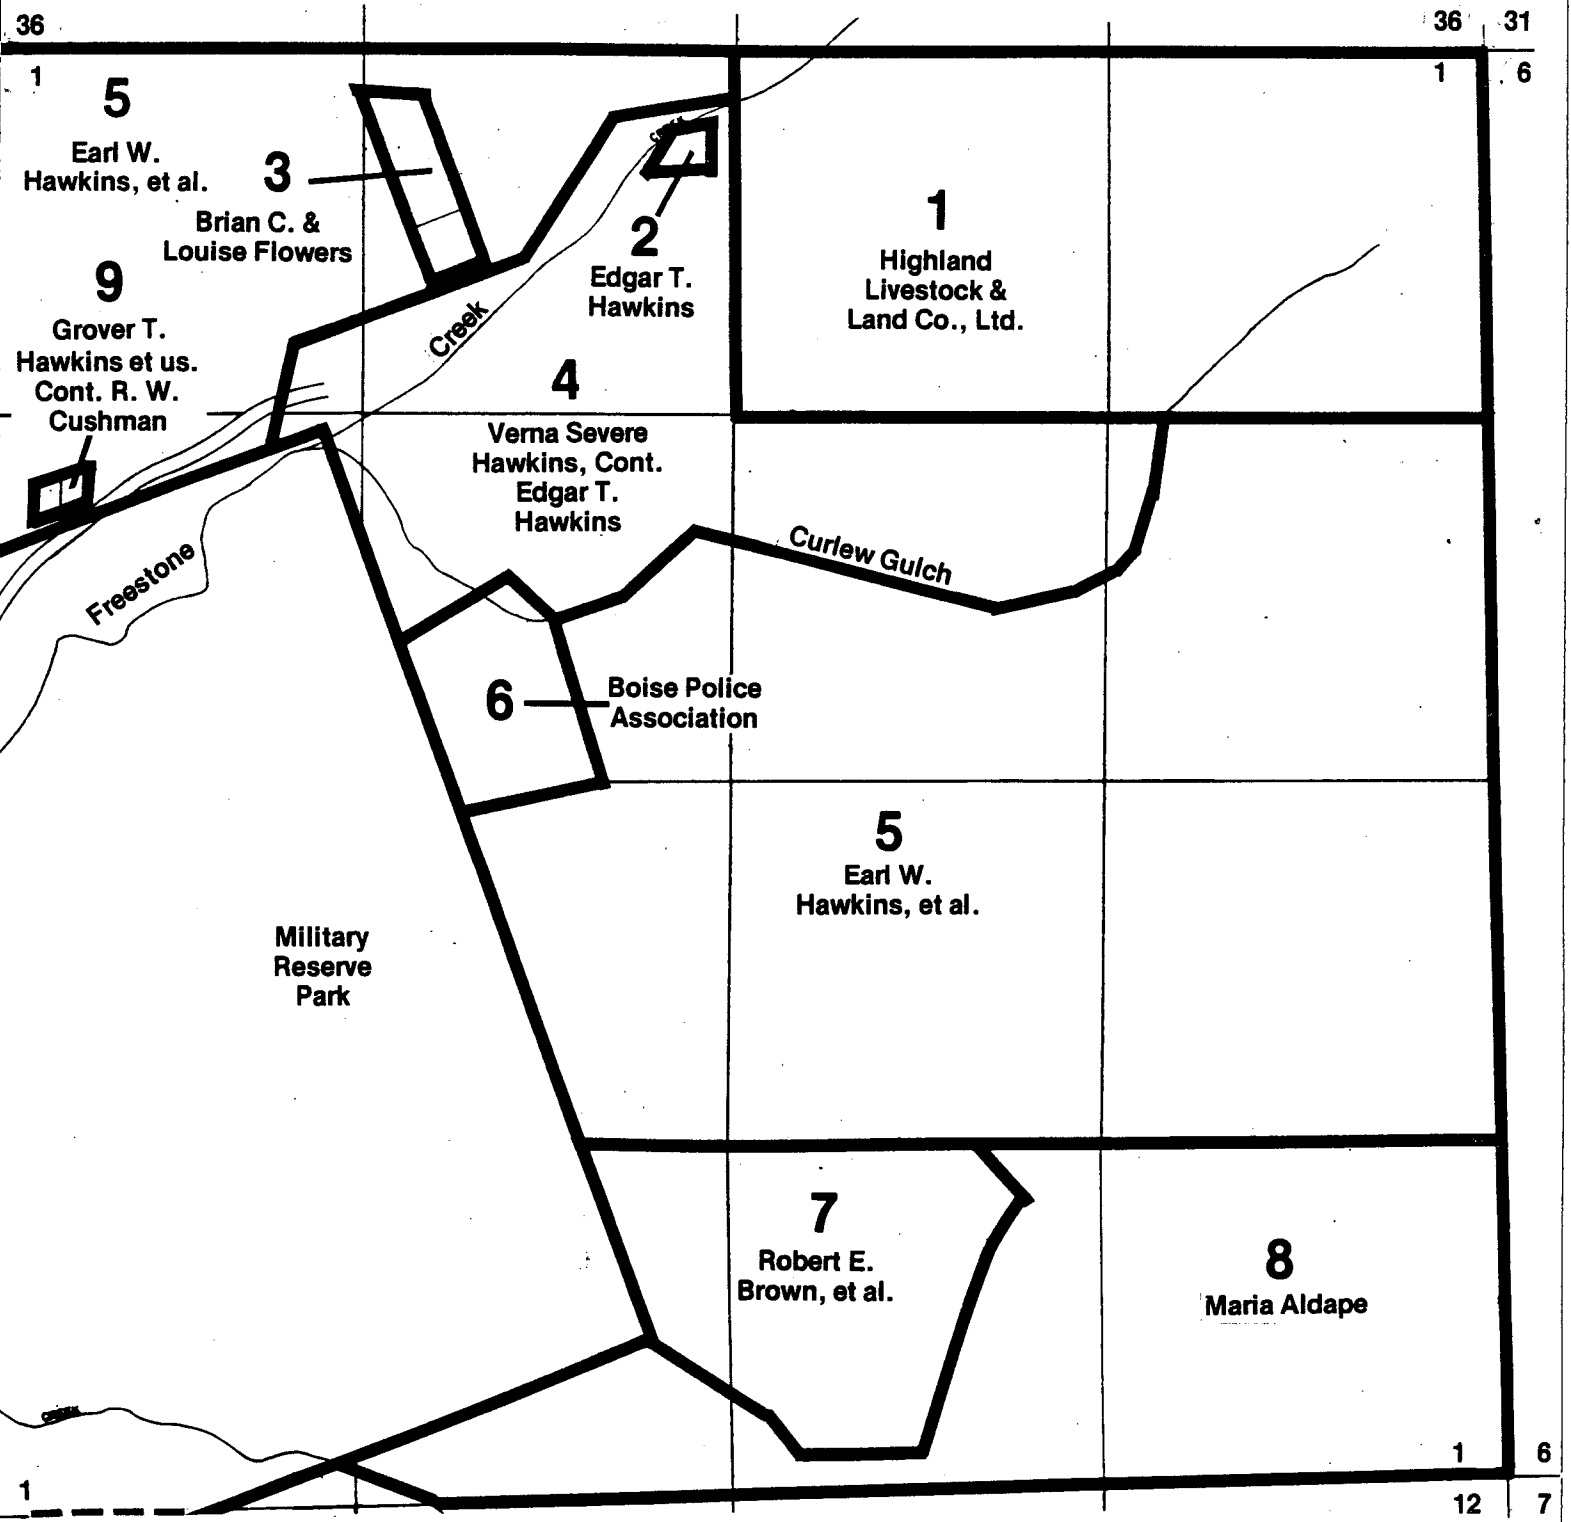 36
36 31
1
1 6
5
Earl W.
Hawkins, et al.
3
Brian C. &
Louise Flowers
9
Grover T.
Hawkins et us.
Cont. R. W.
Cushman
CREEK
2
Edgar T.
Hawkins
1
Highland
Livestock &
Land Co., Ltd.
Creek
4
Verna Severe
Hawkins, Cont.
Edgar T.
Hawkins
Curlew Gulch
Freestone
6
Boise Police
Association
5
Earl W.
Hawkins, et al.
Military
Reserve
Park
7
Robert E.
Brown, et al.
8
Maria Aldape
CREEK
1
1 6
12 7